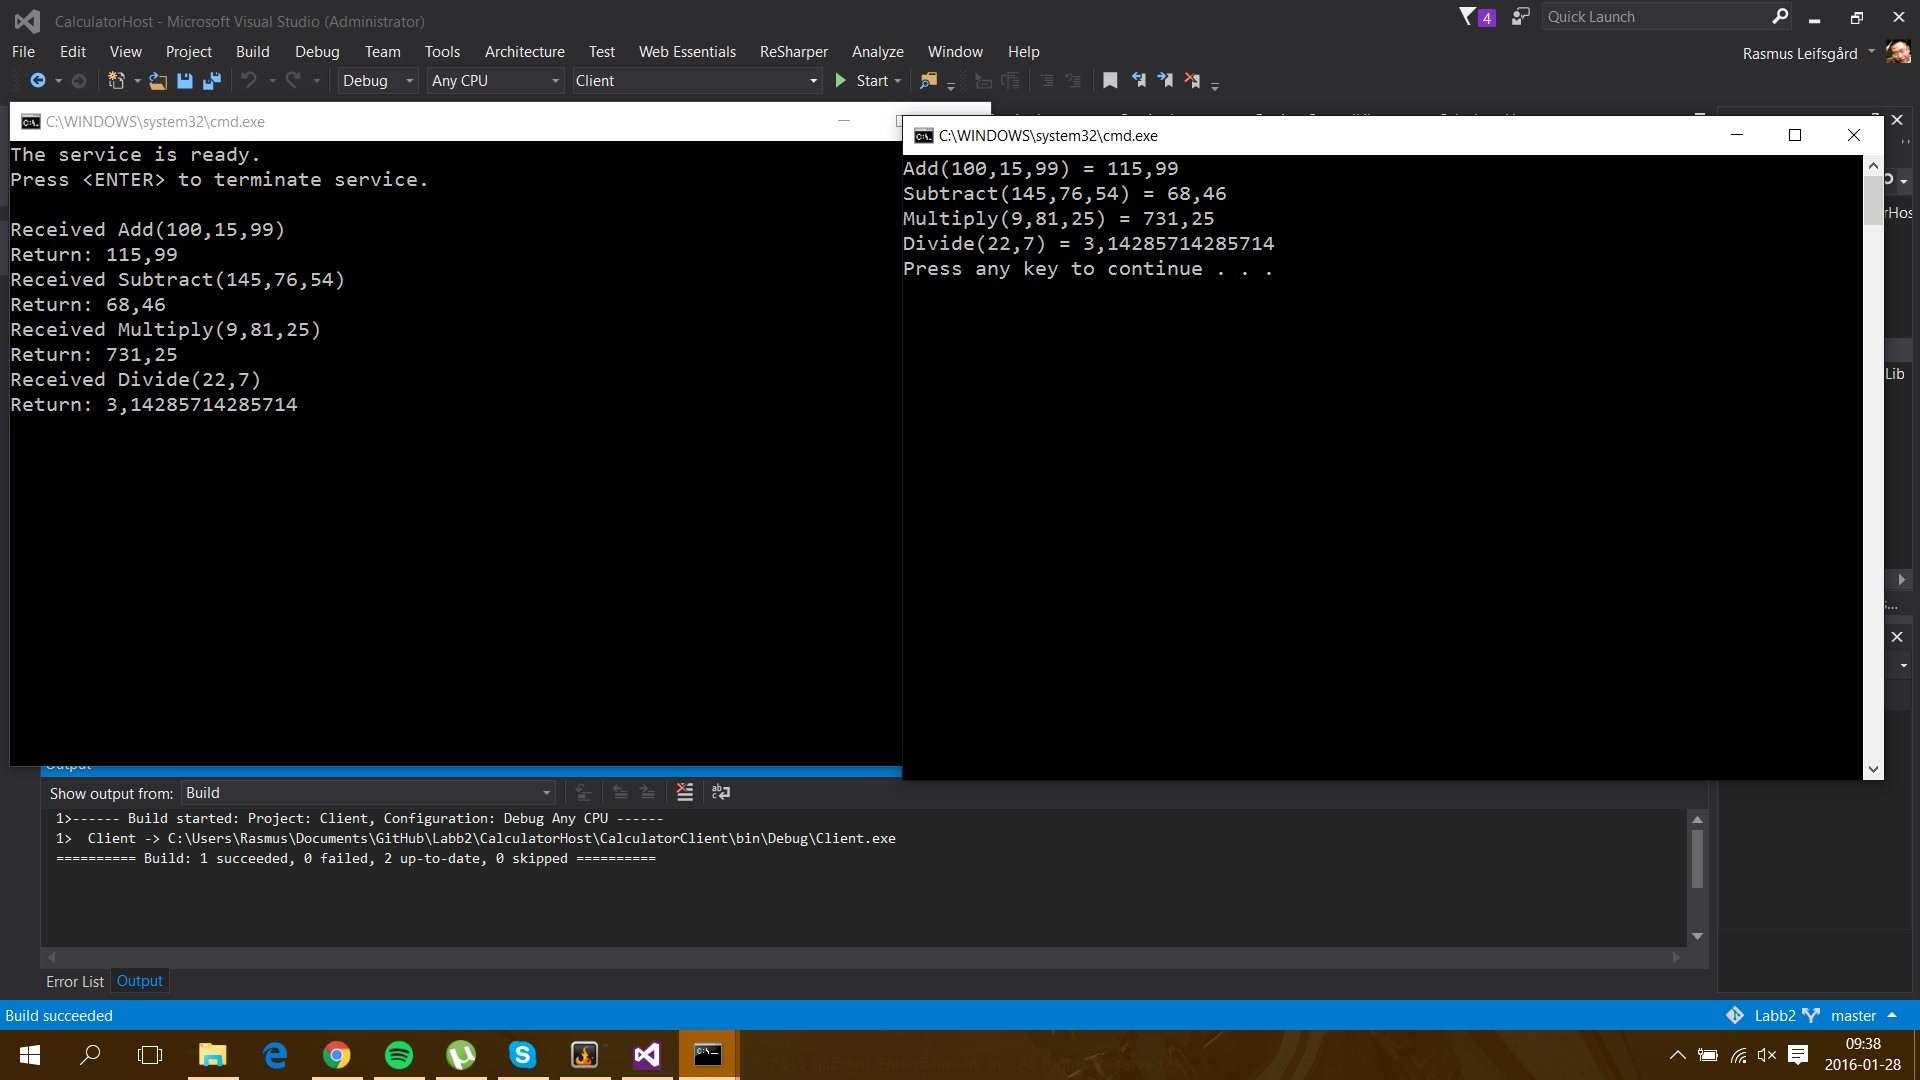 CalculatorHost - Microsoft Visual Studio (Administrator)
4
Quick Launch
File Edit View Project Build Debug Team Tools Architecture Test Web Essentials ReSharper Analyze Window Help
Rasmus Leifsgård
Debug Any CPU Client Start
C:\WINDOWS\system32\cmd.exe
The service is ready.
Press <ENTER> to terminate service.
Received Add(100,15,99)
Return: 115,99
Received Subtract(145,76,54)
Return: 68,46
Received Multiply(9,81,25)
Return: 731,25
Received Divide(22,7)
Return: 3,14285714285714
C:\WINDOWS\system32\cmd.exe
Add(100,15,99) = 115,99
Subtract(145,76,54) = 68,46
Multiply(9,81,25) = 731,25
Divide(22,7) = 3,14285714285714
Press any key to continue . . .
rHos
Lib
Output
Show output from: Build
1>------ Build started: Project: Client, Configuration: Debug Any CPU ------
1>  Client -> C:\Users\Rasmus\Documents\GitHub\Labb2\CalculatorHost\CalculatorClient\bin\Debug\Client.exe
========== Build: 1 succeeded, 0 failed, 2 up-to-date, 0 skipped ==========
Error List Output
Build succeeded
Labb2 master
09:38
2016-01-28